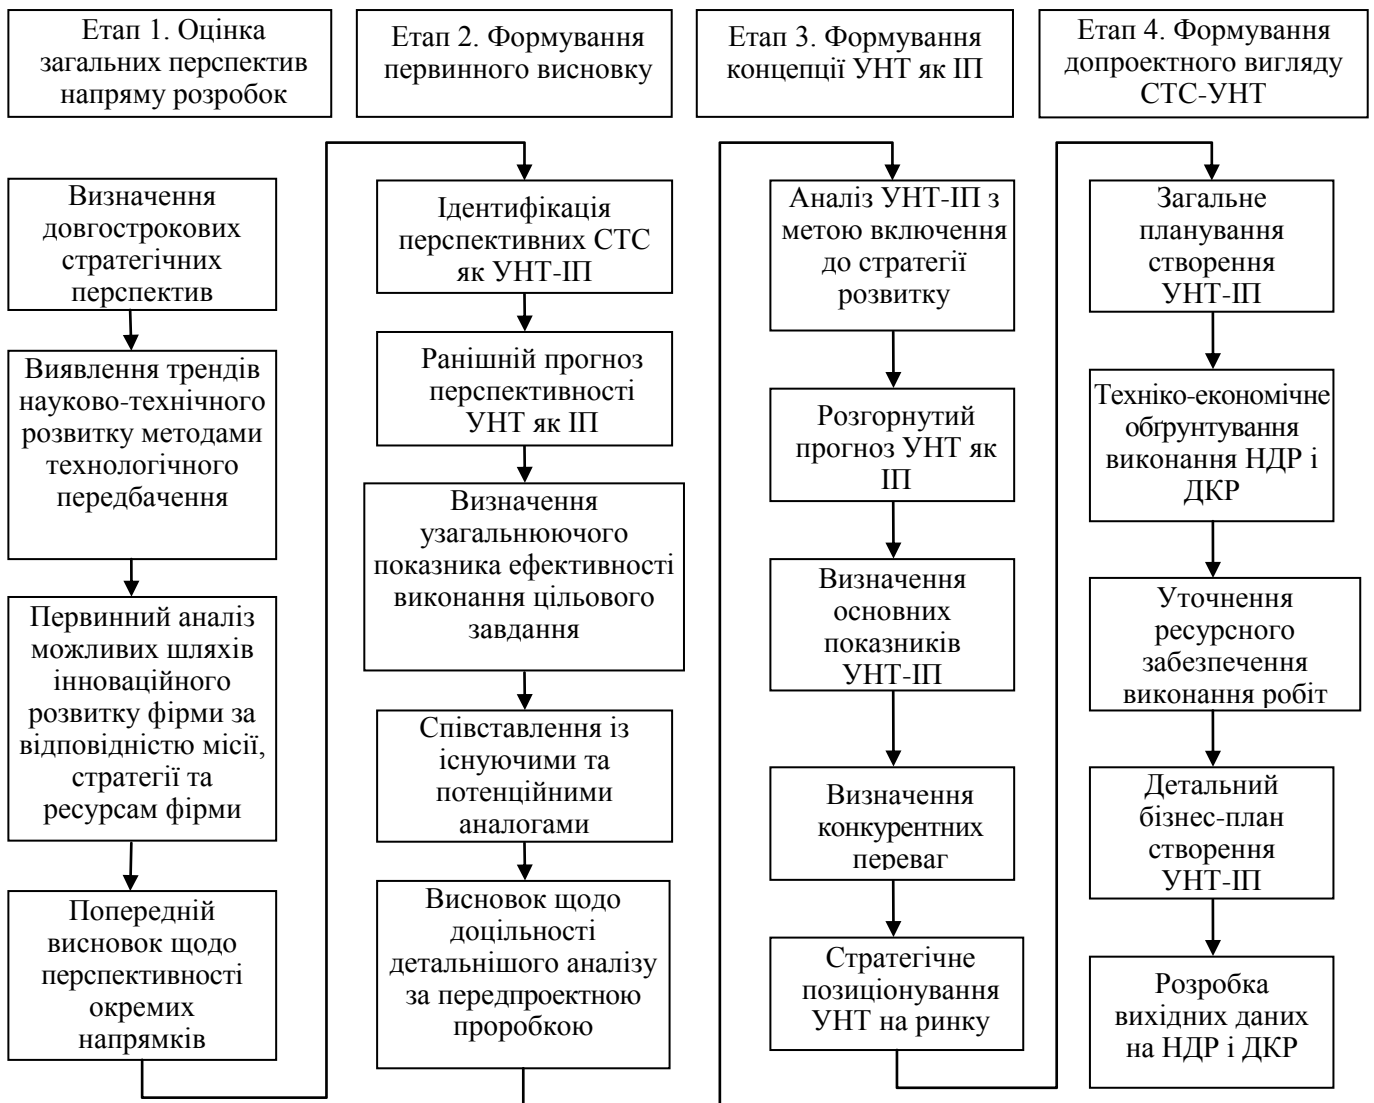 Етап 1. Оцінка
загальних перспектив
напряму розробок
Етап 2. Формування
первинного висновку
Етап 3. Формування
концепції УНТ як ІП
Етап 4. Формування
допроектного вигляду
СТС-УНТ
Визначення
довгострокових
стратегічних
перспектив
Виявлення трендів
науково-технічного
розвитку методами
технологічного
передбачення
Первинний аналіз
можливих шляхів
інноваційного
розвитку фірми за
відповідністю місії,
стратегії та
ресурсам фірми
Попередній
висновок щодо
перспективності
окремих
напрямків
Ідентифікація
перспективних СТС
як УНТ-ІП
Ранішній прогноз
перспективності
УНТ як ІП
Визначення
узагальнюючого
показника ефективності
виконання цільового
завдання
Співставлення із
існуючими та
потенційними
аналогами
Висновок щодо
доцільності
детальнішого аналізу
за передпроектною
проробкою
Аналіз УНТ-ІП з
метою включення
до стратегії
розвитку
Розгорнутий
прогноз УНТ як
ІП
Визначення
основних
показників
УНТ-ІП
Визначення
конкурентних
переваг
Стратегічне
позиціонування
УНТ на ринку
Загальне
планування
створення
УНТ-ІП
Техніко-економічне
обґрунтування
виконання НДР і
ДКР
Уточнення
ресурсного
забезпечення
виконання робіт
Детальний
бізнес-план
створення
УНТ-ІП
Розробка
вихідних даних
на НДР і ДКР